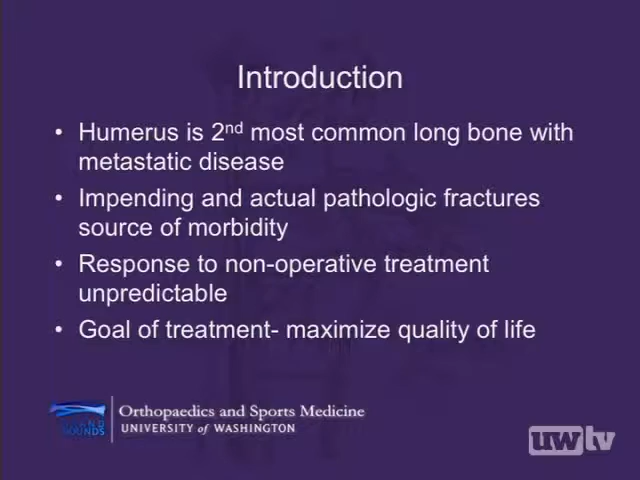 Introduction
• Humerus is 2nd most common long bone with
metastatic disease
• Impending and actual pathologic fractures
source of morbidity
• Response to non-operative treatment
unpredictable
• Goal of treatment- maximize quality of life
GRAND
ROUNDS
Orthopaedics and Sports Medicine
UNIVERSITY of WASHINGTON
uwtv